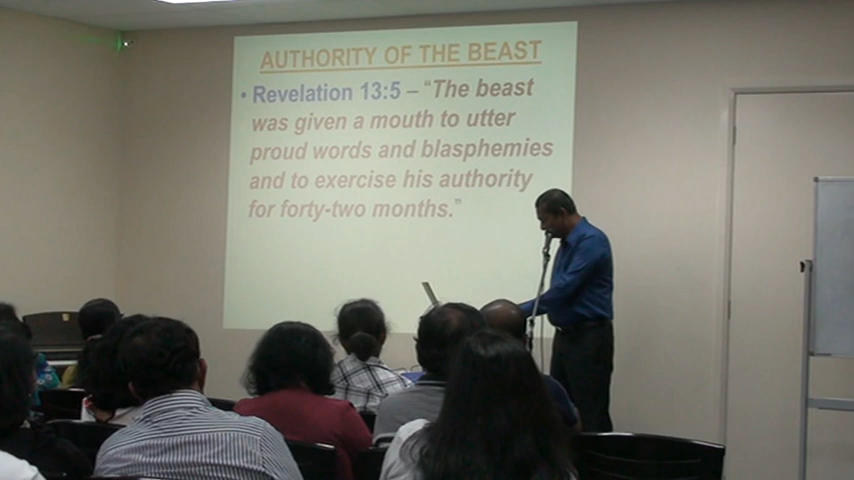 AUTHORITY OF THE BEAST
• Revelation 13:5 – “The beast
was given a mouth to utter
proud words and blasphemies
and to exercise his authority
for forty-two months.”